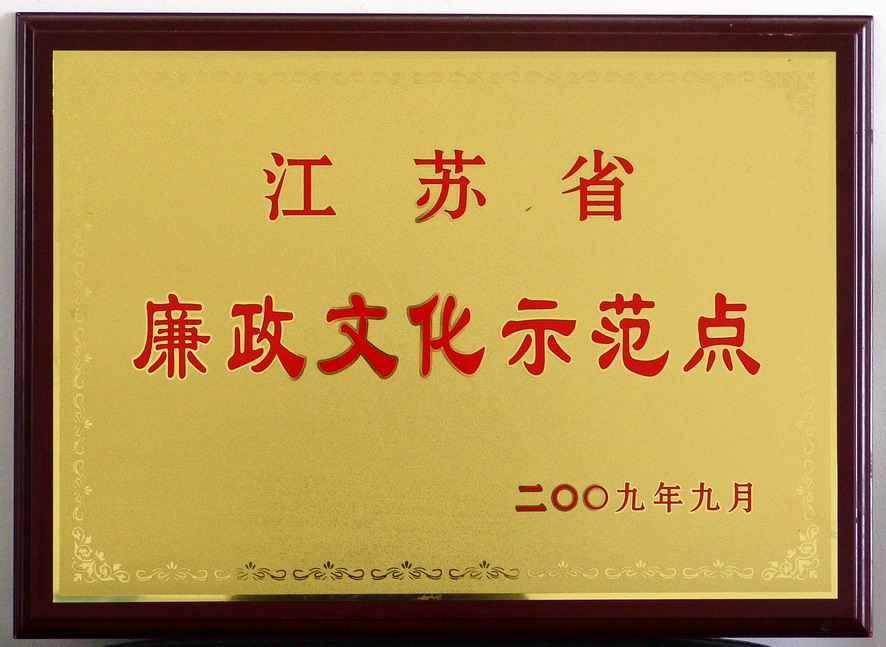 江苏省
廉政文化示范点
二〇〇九年九月